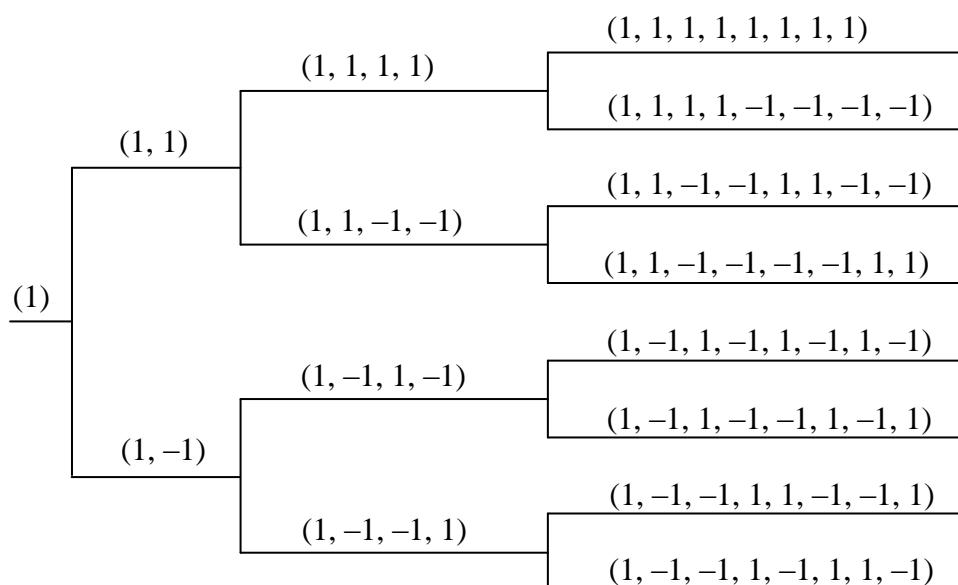 (1, 1, 1, 1, 1, 1, 1, 1)
(1, 1, 1, 1)
(1, 1, 1, 1, –1, –1, –1, –1)
(1, 1)
(1, 1, –1, –1, 1, 1, –1, –1)
(1, 1, –1, –1)
(1, 1, –1, –1, –1, –1, 1, 1)
(1)
(1, –1, 1, –1, 1, –1, 1, –1)
(1, –1, 1, –1)
(1, –1, 1, –1, –1, 1, –1, 1)
(1, –1)
(1, –1, –1, 1, 1, –1, –1, 1)
(1, –1, –1, 1)
(1, –1, –1, 1, –1, 1, 1, –1)